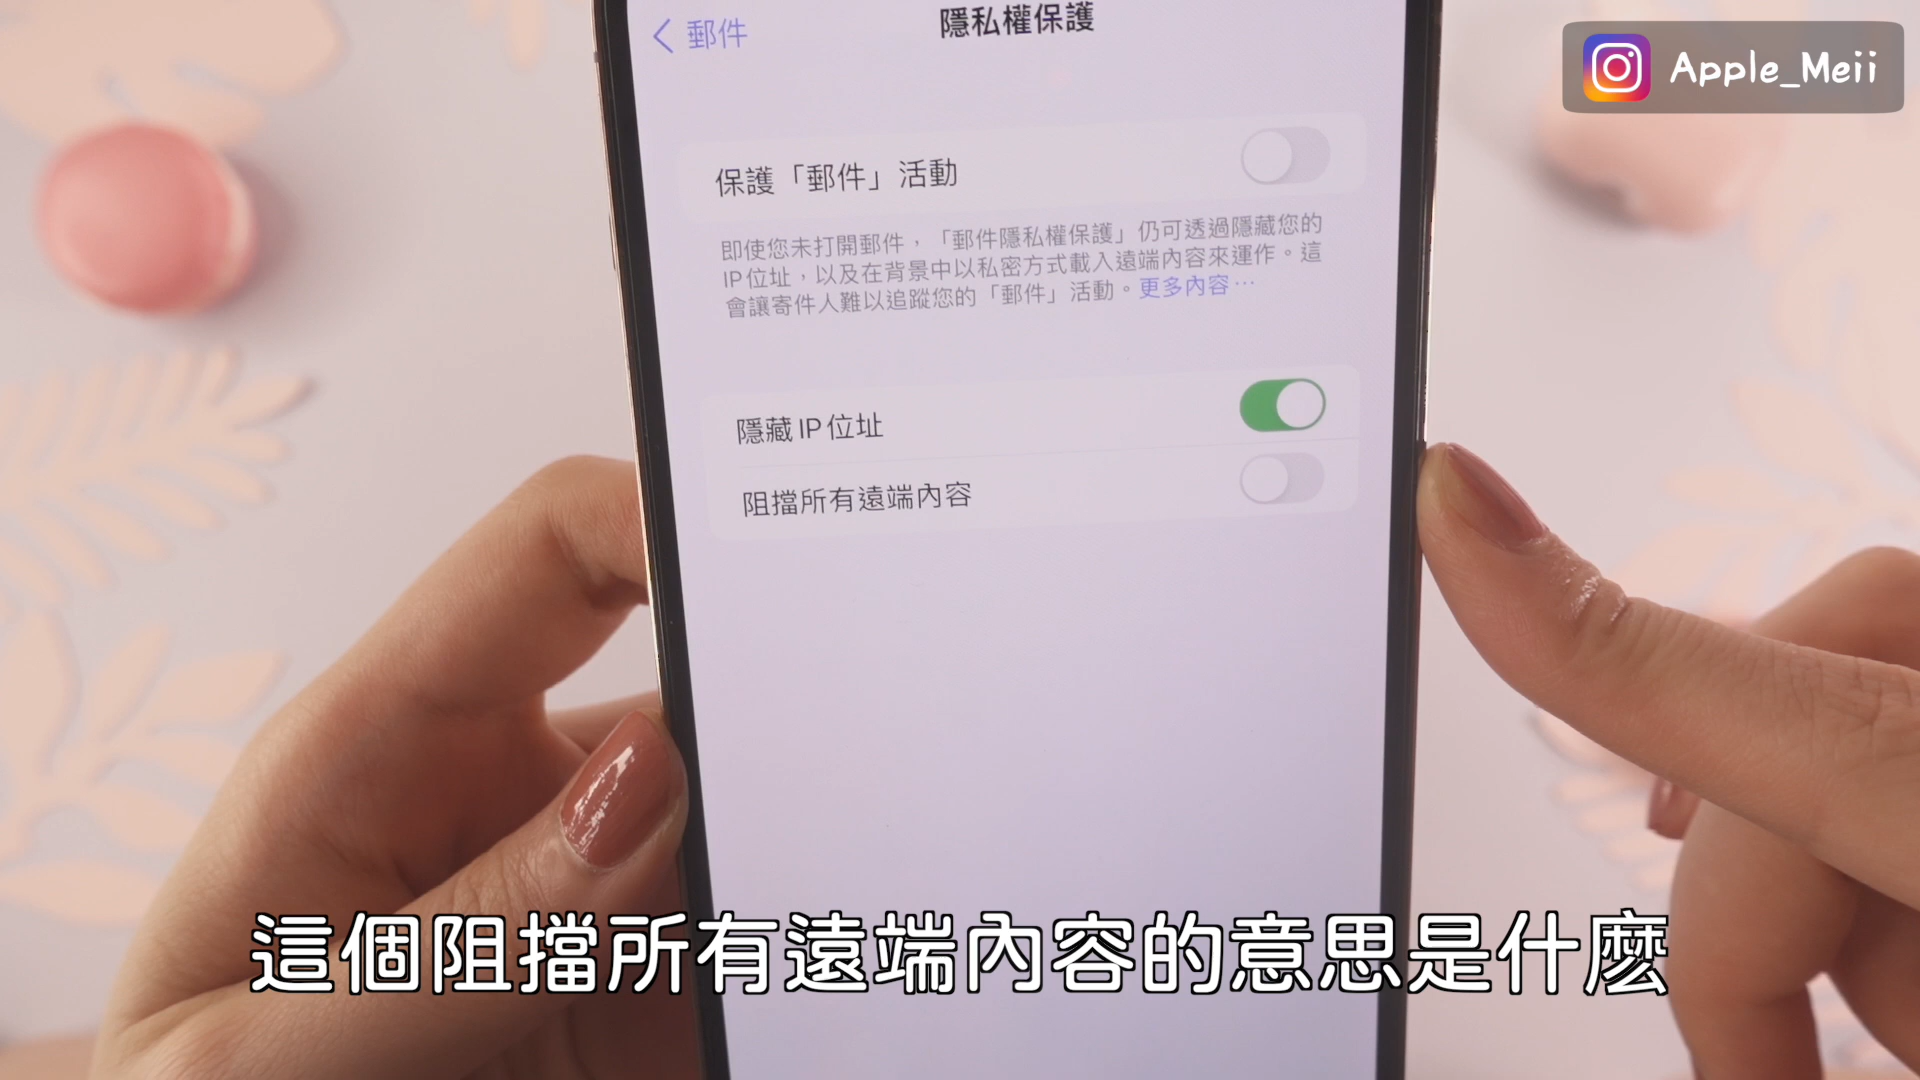 郵件
隱私權保護
Apple_Meii
保護「郵件」活動
即使您未打開郵件，「郵件隱私權保護」仍可透過隱藏您的
IP位址，以及在背景中以私密方式載入遠端內容來運作。這
會讓寄件人難以追蹤您的「郵件」活動。更多內容…
隱藏IP位址
阻擋所有遠端內容
這個阻擋所有遠端內容的意思是什麼